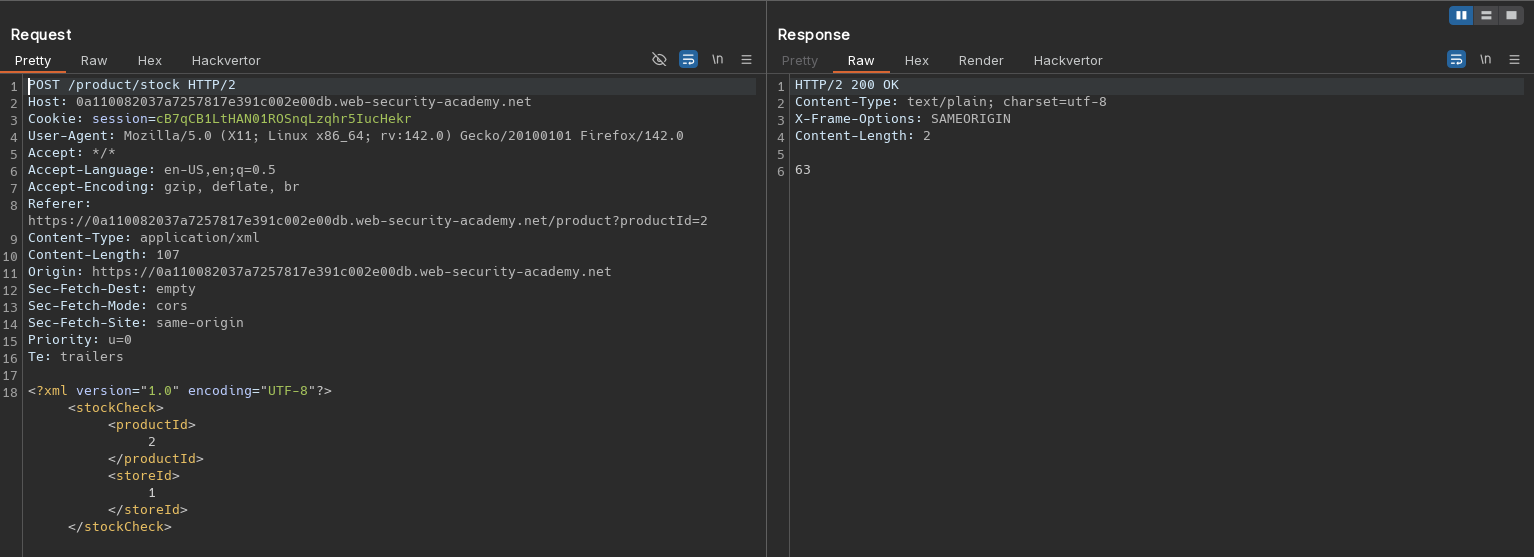 Request
Pretty Raw Hex Hackvertor \n
1 POST /product/stock HTTP/2
2 Host: 0a110082037a7257817e391c002e00db.web-security-academy.net
3 Cookie: session=cB7qCB1LtHAN01ROSnqLzqhr5IucHekr
4 User-Agent: Mozilla/5.0 (X11; Linux x86_64; rv:142.0) Gecko/20100101 Firefox/142.0
5 Accept: */*
6 Accept-Language: en-US,en;q=0.5
7 Accept-Encoding: gzip, deflate, br
8 Referer:
https://0a110082037a7257817e391c002e00db.web-security-academy.net/product?productId=2
9 Content-Type: application/xml
10 Content-Length: 107
11 Origin: https://0a110082037a7257817e391c002e00db.web-security-academy.net
12 Sec-Fetch-Dest: empty
13 Sec-Fetch-Mode: cors
14 Sec-Fetch-Site: same-origin
15 Priority: u=0
16 Te: trailers
17
18 <?xml version="1.0" encoding="UTF-8"?>
<stockCheck>
<productId>
2
</productId>
<storeId>
1
</storeId>
</stockCheck>
Response
Pretty Raw Hex Render Hackvertor \n
1 HTTP/2 200 OK
2 Content-Type: text/plain; charset=utf-8
3 X-Frame-Options: SAMEORIGIN
4 Content-Length: 2
5
6 63